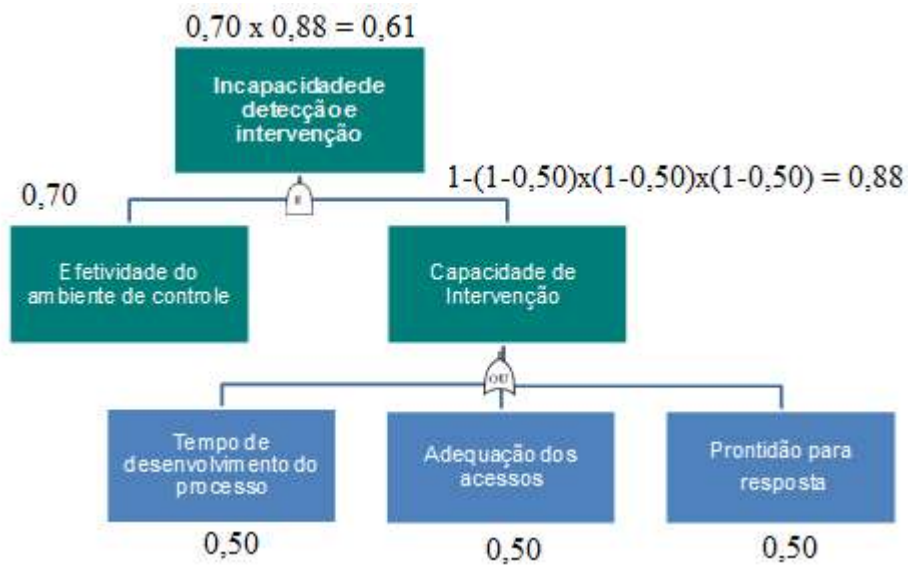 0,70 x 0,88 = 0,61
Incapacidadede
detecção e
intervenção
1-(1-0,50)x(1-0,50)x(1-0,50) = 0,88
0,70
E
Efetividade do
ambiente de controle
Capacidade de
Intervenção
OU
Tempo de
desenvolvimento do
processo
Adequação dos
acessos
Prontidão para
resposta
0,50
0,50
0,50